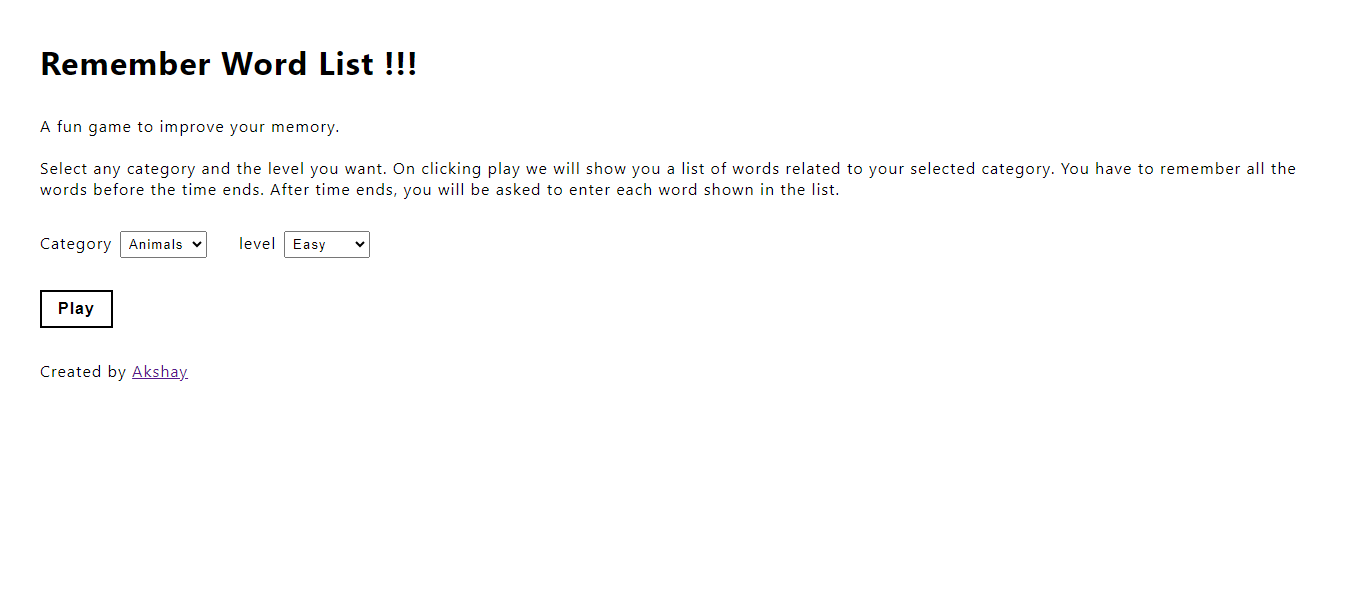 Remember Word List !!!
A fun game to improve your memory.
Select any category and the level you want. On clicking play we will show you a list of words related to your selected category. You have to remember all the
words before the time ends. After time ends, you will be asked to enter each word shown in the list.
Category Animals level Easy
Play
Created by Akshay